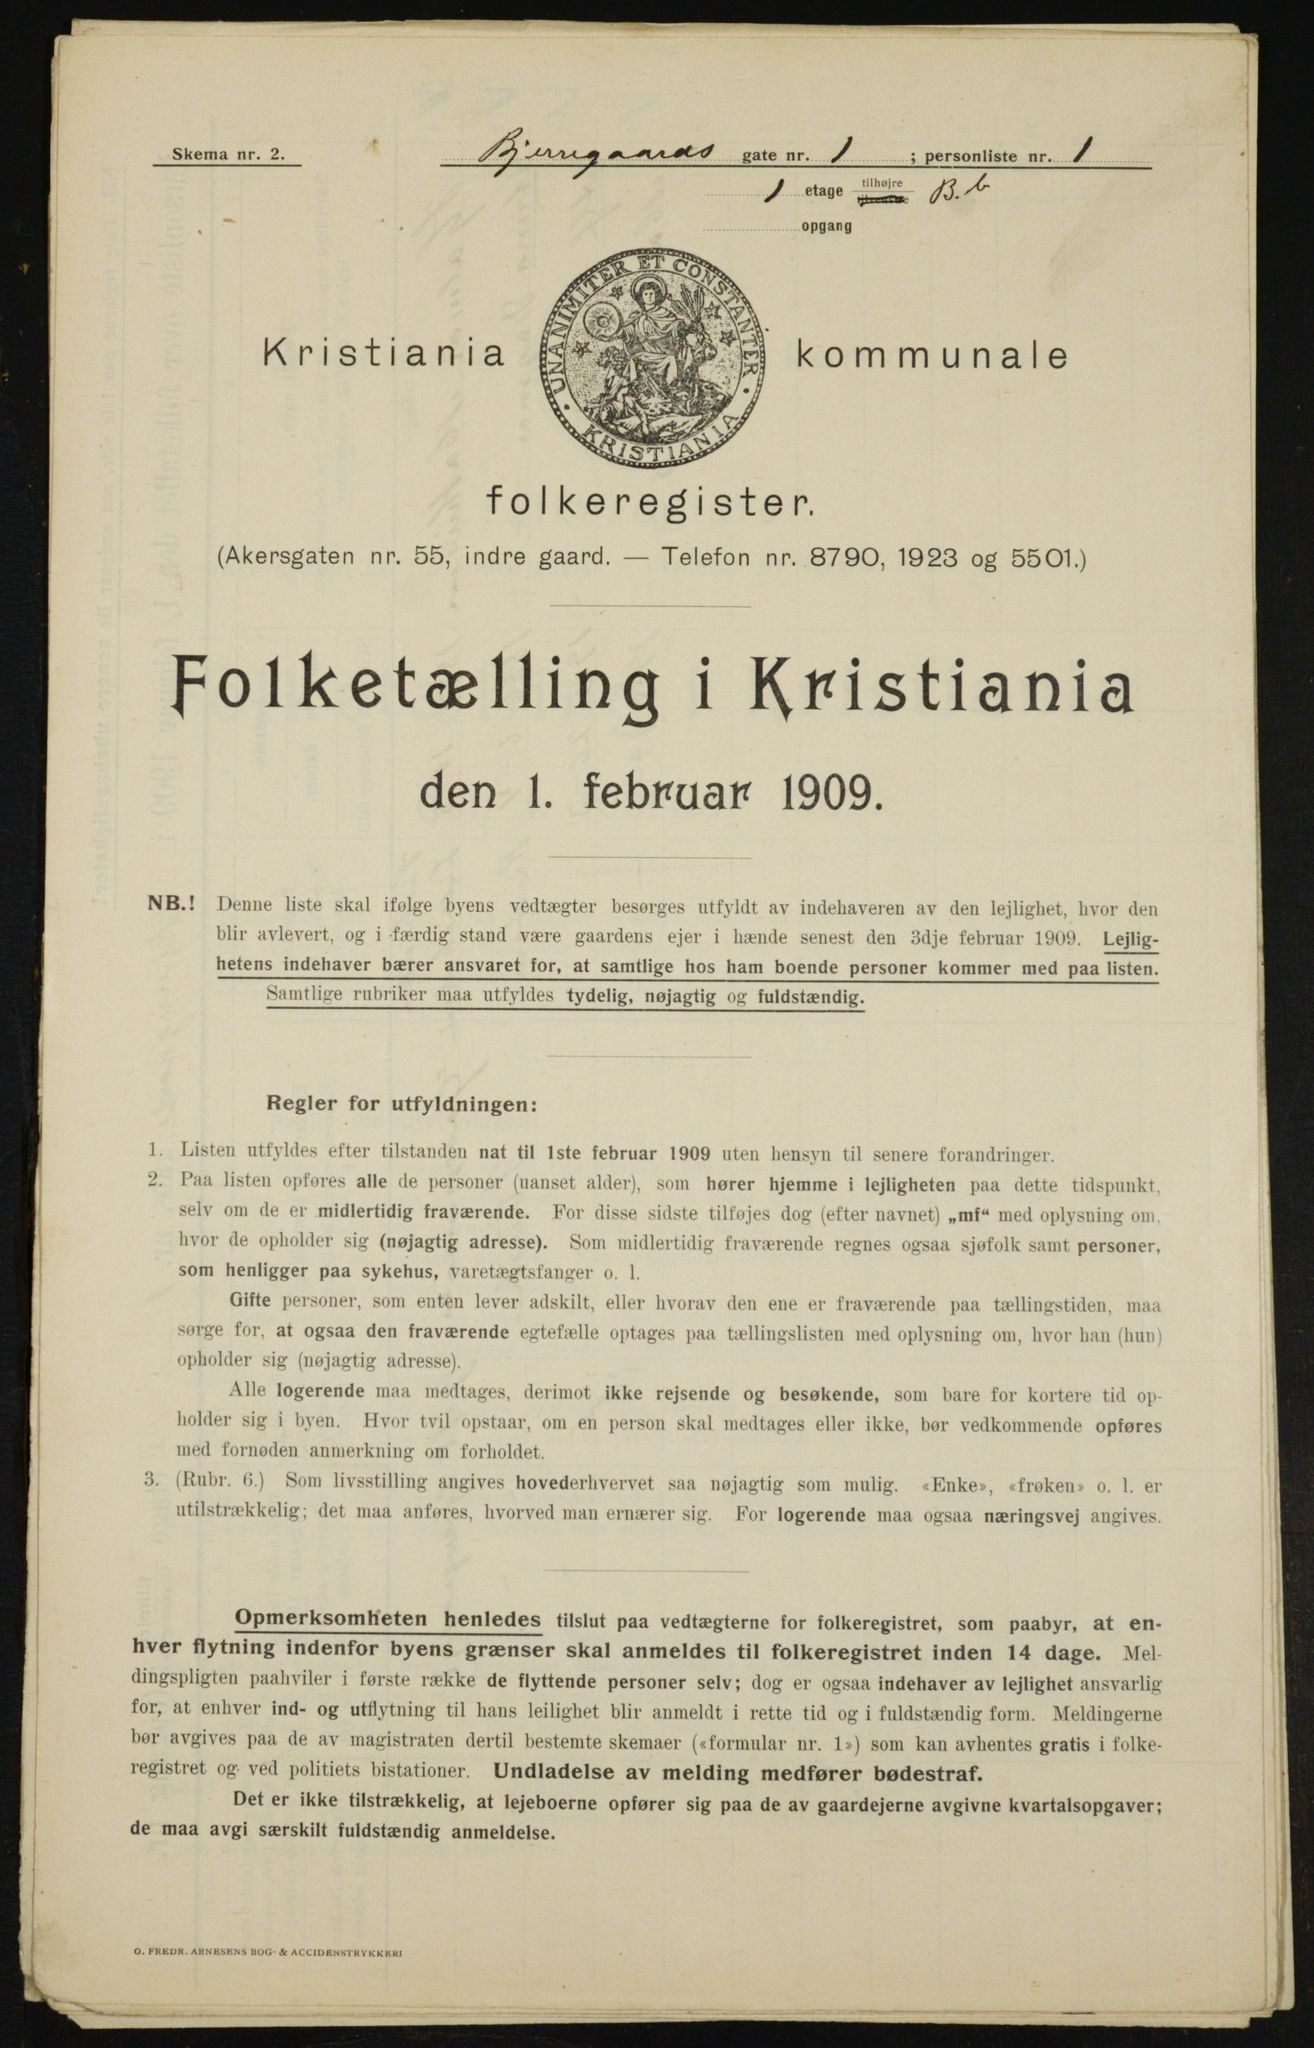 Skema nr. 2.
Bjerregaards gate nr. 1 ; personliste nr. 1
1 etage tilhøjre B.b
opgang
UNANIMITER ET CONSTANTER · KRISTIANIA ·
Kristiania kommunale
folkeregister.
(Akersgaten nr. 55, indre gaard. — Telefon nr. 8790, 1923 og 5501.)
Folketælling i Kristiania
den 1. februar 1909.
NB.! Denne liste skal ifølge byens vedtægter besørges utfyldt av indehaveren av den lejlighet, hvor den
blir avlevert, og i færdig stand være gaardens ejer i hænde senest den 3dje februar 1909. Lejlig-
hetens indehaver bærer ansvaret for, at samtlige hos ham boende personer kommer med paa listen.
Samtlige rubriker maa utfyldes tydelig, nøjagtig og fuldstændig.
Regler for utfyldningen:
1. Listen utfyldes efter tilstanden nat til 1ste februar 1909 uten hensyn til senere forandringer.
2. Paa listen opføres alle de personer (uanset alder), som hører hjemme i lejligheten paa dette tidspunkt,
selv om de er midlertidig fraværende. For disse sidste tilføjes dog (efter navnet) „mf“ med oplysning om,
hvor de opholder sig (nøjagtig adresse). Som midlertidig fraværende regnes ogsaa sjøfolk samt personer,
som henligger paa sykehus, varetægtsfanger o. l.
Gifte personer, som enten lever adskilt, eller hvorav den ene er fraværende paa tællingstiden, maa
sørge for, at ogsaa den fraværende egtefælle optages paa tællingslisten med oplysning om, hvor han (hun)
opholder sig (nøjagtig adresse).
Alle logerende maa medtages, derimot ikke rejsende og besøkende, som bare for kortere tid op-
holder sig i byen. Hvor tvil opstaar, om en person skal medtages eller ikke, bør vedkommende opføres
med fornøden anmerkning om forholdet.
3. (Rubr. 6.) Som livsstilling angives hovederhvervet saa nøjagtig som mulig. «Enke», «frøken» o. l. er
utilstrækkelig; det maa anføres, hvorved man ernærer sig. For logerende maa ogsaa næringsvej angives.
Opmerksomheten henledes tilslut paa vedtægterne for folkeregistret, som paabyr, at en-
hver flytning indenfor byens grænser skal anmeldes til folkeregistret inden 14 dage. Mel-
dingspligten paahviler i første række de flyttende personer selv; dog er ogsaa indehaver av lejlighet ansvarlig
for, at enhver ind- og utflytning til hans leilighet blir anmeldt i rette tid og i fuldstændig form. Meldingerne
bør avgives paa de av magistraten dertil bestemte skemaer («formular nr. 1») som kan avhentes gratis i folke-
registret og ved politiets bistationer. Undladelse av melding medfører bødestraf.
Det er ikke tilstrækkelig, at lejeboerne opfører sig paa de av gaardejerne avgivne kvartalsopgaver;
de maa avgi særskilt fuldstændig anmeldelse.
O. FREDR. ARNESENS BOG- & ACCIDENSTRYKKERI